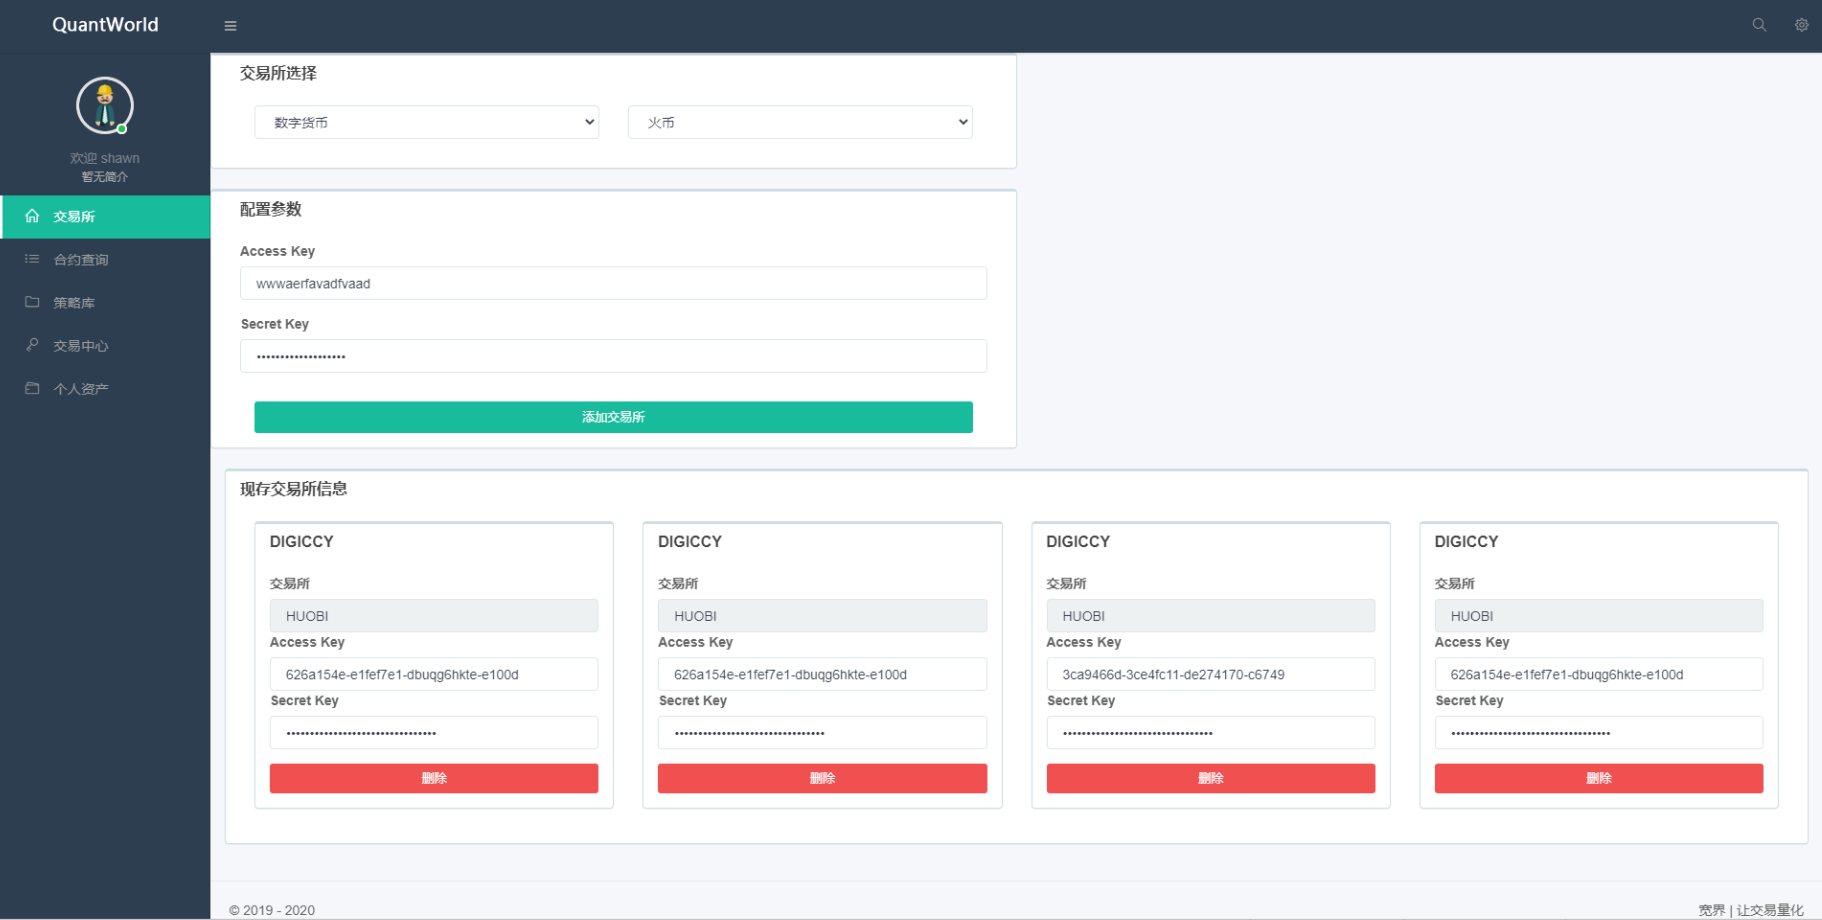 QuantWorld
欢迎 shawn
暂无简介
交易所
合约查询
策略库
交易中心
个人资产
交易所选择
数字货币
火币
配置参数
Access Key
wwwaerfavadfvaad
Secret Key
•••••••••••••••••••
添加交易所
现存交易所信息
DIGICCY
交易所
HUOBI
Access Key
626a154e-e1fef7e1-dbuqg6hkte-e100d
Secret Key
••••••••••••••••••••••••••••••••
删除
DIGICCY
交易所
HUOBI
Access Key
626a154e-e1fef7e1-dbuqg6hkte-e100d
Secret Key
••••••••••••••••••••••••••••••••
删除
DIGICCY
交易所
HUOBI
Access Key
3ca9466d-3ce4fc11-de274170-c6749
Secret Key
••••••••••••••••••••••••••••••••
删除
DIGICCY
交易所
HUOBI
Access Key
626a154e-e1fef7e1-dbuqg6hkte-e100d
Secret Key
••••••••••••••••••••••••••••••••••
删除
© 2019 - 2020
宽界 | 让交易量化